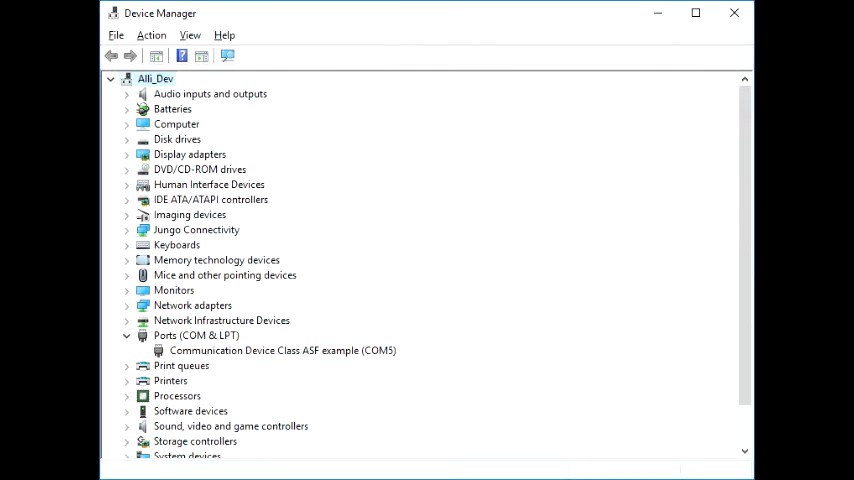 Device Manager
File Action View Help
Alli_Dev
Audio inputs and outputs
Batteries
Computer
Disk drives
Display adapters
DVD/CD-ROM drives
Human Interface Devices
IDE ATA/ATAPI controllers
Imaging devices
Jungo Connectivity
Keyboards
Memory technology devices
Mice and other pointing devices
Monitors
Network adapters
Network Infrastructure Devices
Ports (COM & LPT)
Communication Device Class ASF example (COM5)
Print queues
Printers
Processors
Software devices
Sound, video and game controllers
Storage controllers
System devices